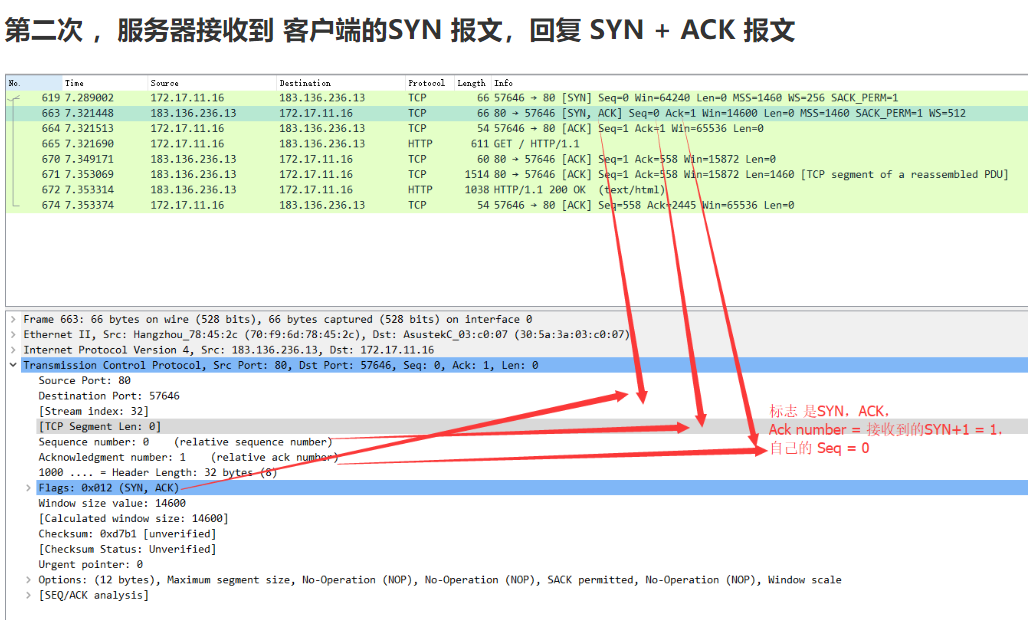 第二次 ，服务器接收到 客户端的SYN 报文，回复 SYN + ACK 报文
No. Time Source Destination Protocol Length Info
619 7.289002 172.17.11.16 183.136.236.13 TCP 66 57646 → 80 [SYN] Seq=0 Win=64240 Len=0 MSS=1460 WS=256 SACK_PERM=1
663 7.321448 183.136.236.13 172.17.11.16 TCP 66 80 → 57646 [SYN, ACK] Seq=0 Ack=1 Win=14600 Len=0 MSS=1460 SACK_PERM=1 WS=512
664 7.321513 172.17.11.16 183.136.236.13 TCP 54 57646 → 80 [ACK] Seq=1 Ack=1 Win=65536 Len=0
665 7.321690 172.17.11.16 183.136.236.13 HTTP 611 GET / HTTP/1.1
670 7.349171 183.136.236.13 172.17.11.16 TCP 60 80 → 57646 [ACK] Seq=1 Ack=558 Win=15872 Len=0
671 7.353069 183.136.236.13 172.17.11.16 TCP 1514 80 → 57646 [ACK] Seq=1 Ack=558 Win=15872 Len=1460 [TCP segment of a reassembled PDU]
672 7.353314 183.136.236.13 172.17.11.16 HTTP 1038 HTTP/1.1 200 OK (text/html)
674 7.353374 172.17.11.16 183.136.236.13 TCP 54 57646 → 80 [ACK] Seq=558 Ack=2445 Win=65536 Len=0
Frame 663: 66 bytes on wire (528 bits), 66 bytes captured (528 bits) on interface 0
Ethernet II, Src: Hangzhou_78:45:2c (70:f9:6d:78:45:2c), Dst: AsustekC_03:c0:07 (30:5a:3a:03:c0:07)
Internet Protocol Version 4, Src: 183.136.236.13, Dst: 172.17.11.16
Transmission Control Protocol, Src Port: 80, Dst Port: 57646, Seq: 0, Ack: 1, Len: 0
Source Port: 80
Destination Port: 57646
[Stream index: 32]
[TCP Segment Len: 0]
Sequence number: 0 (relative sequence number)
Acknowledgment number: 1 (relative ack number)
1000 .... = Header Length: 32 bytes (8)
Flags: 0x012 (SYN, ACK)
Window size value: 14600
[Calculated window size: 14600]
Checksum: 0xd7b1 [unverified]
[Checksum Status: Unverified]
Urgent pointer: 0
Options: (12 bytes), Maximum segment size, No-Operation (NOP), No-Operation (NOP), SACK permitted, No-Operation (NOP), Window scale
[SEQ/ACK analysis]
标志 是SYN，ACK.
Ack number = 接收到的SYN+1 = 1.
自己的 Seq = 0